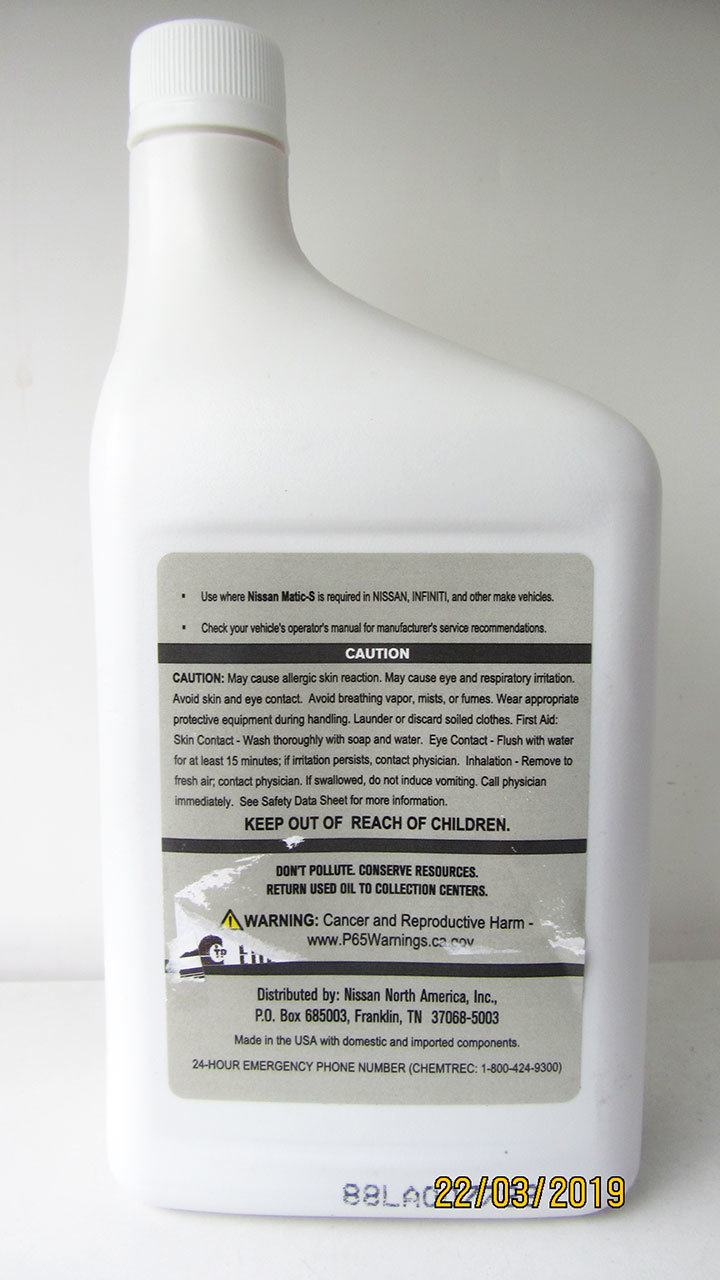 ▪ Use where Nissan Matic-S is required in NISSAN, INFINITI, and other make vehicles.
▪ Check your vehicle's operator's manual for manufacturer's service recommendations.
CAUTION
CAUTION: May cause allergic skin reaction. May cause eye and respiratory irritation.
Avoid skin and eye contact. Avoid breathing vapor, mists, or fumes. Wear appropriate
protective equipment during handling. Launder or discard soiled clothes. First Aid:
Skin Contact - Wash thoroughly with soap and water. Eye Contact - Flush with water
for at least 15 minutes; if irritation persists, contact physician. Inhalation - Remove to
fresh air; contact physician. If swallowed, do not induce vomiting. Call physician
immediately. See Safety Data Sheet for more information.
KEEP OUT OF REACH OF CHILDREN.
DON'T POLLUTE. CONSERVE RESOURCES.
RETURN USED OIL TO COLLECTION CENTERS.
WARNING: Cancer and Reproductive Harm -
www.P65Warnings.ca.gov
Distributed by: Nissan North America, Inc.,
P.O. Box 685003, Franklin, TN 37068-5003
Made in the USA with domestic and imported components.
24-HOUR EMERGENCY PHONE NUMBER (CHEMTREC: 1-800-424-9300)
22/03/2019